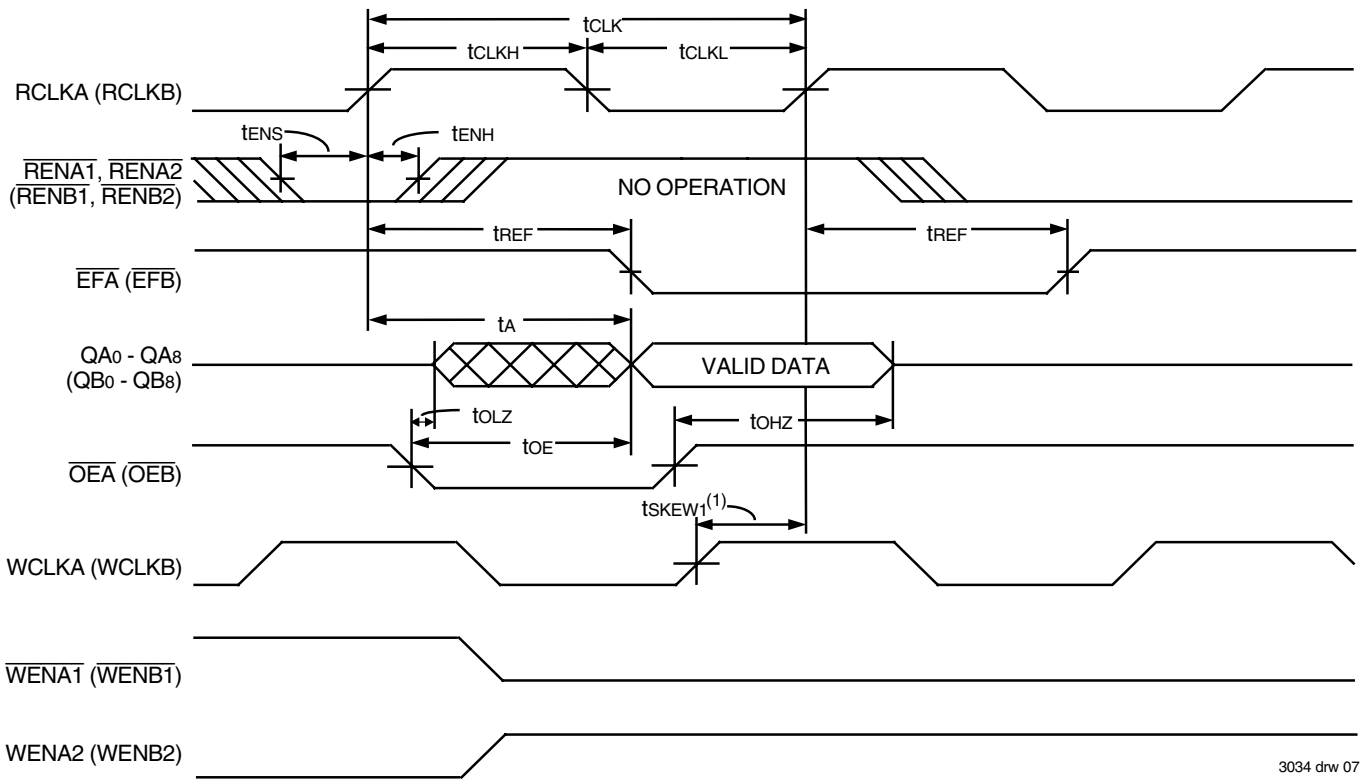 tCLK
tCLKH
tCLKL
RCLKA (RCLKB)
tENS
tENH
RENA1, RENA2
(RENB1, RENB2)
NO OPERATION
tREF
tREF
EFA (EFB)
tA
QA0 - QA8
(QB0 - QB8)
VALID DATA
tOLZ
tOHZ
tOE
OEA (OEB)
tSKEW1(1)
WCLKA (WCLKB)
WENA1 (WENB1)
WENA2 (WENB2)
3034 drw 07